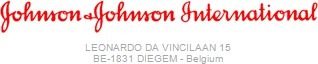 Johnson & Johnson International
LEONARDO DA VINCILAAN 15
BE-1831 DIEGEM - Belgium